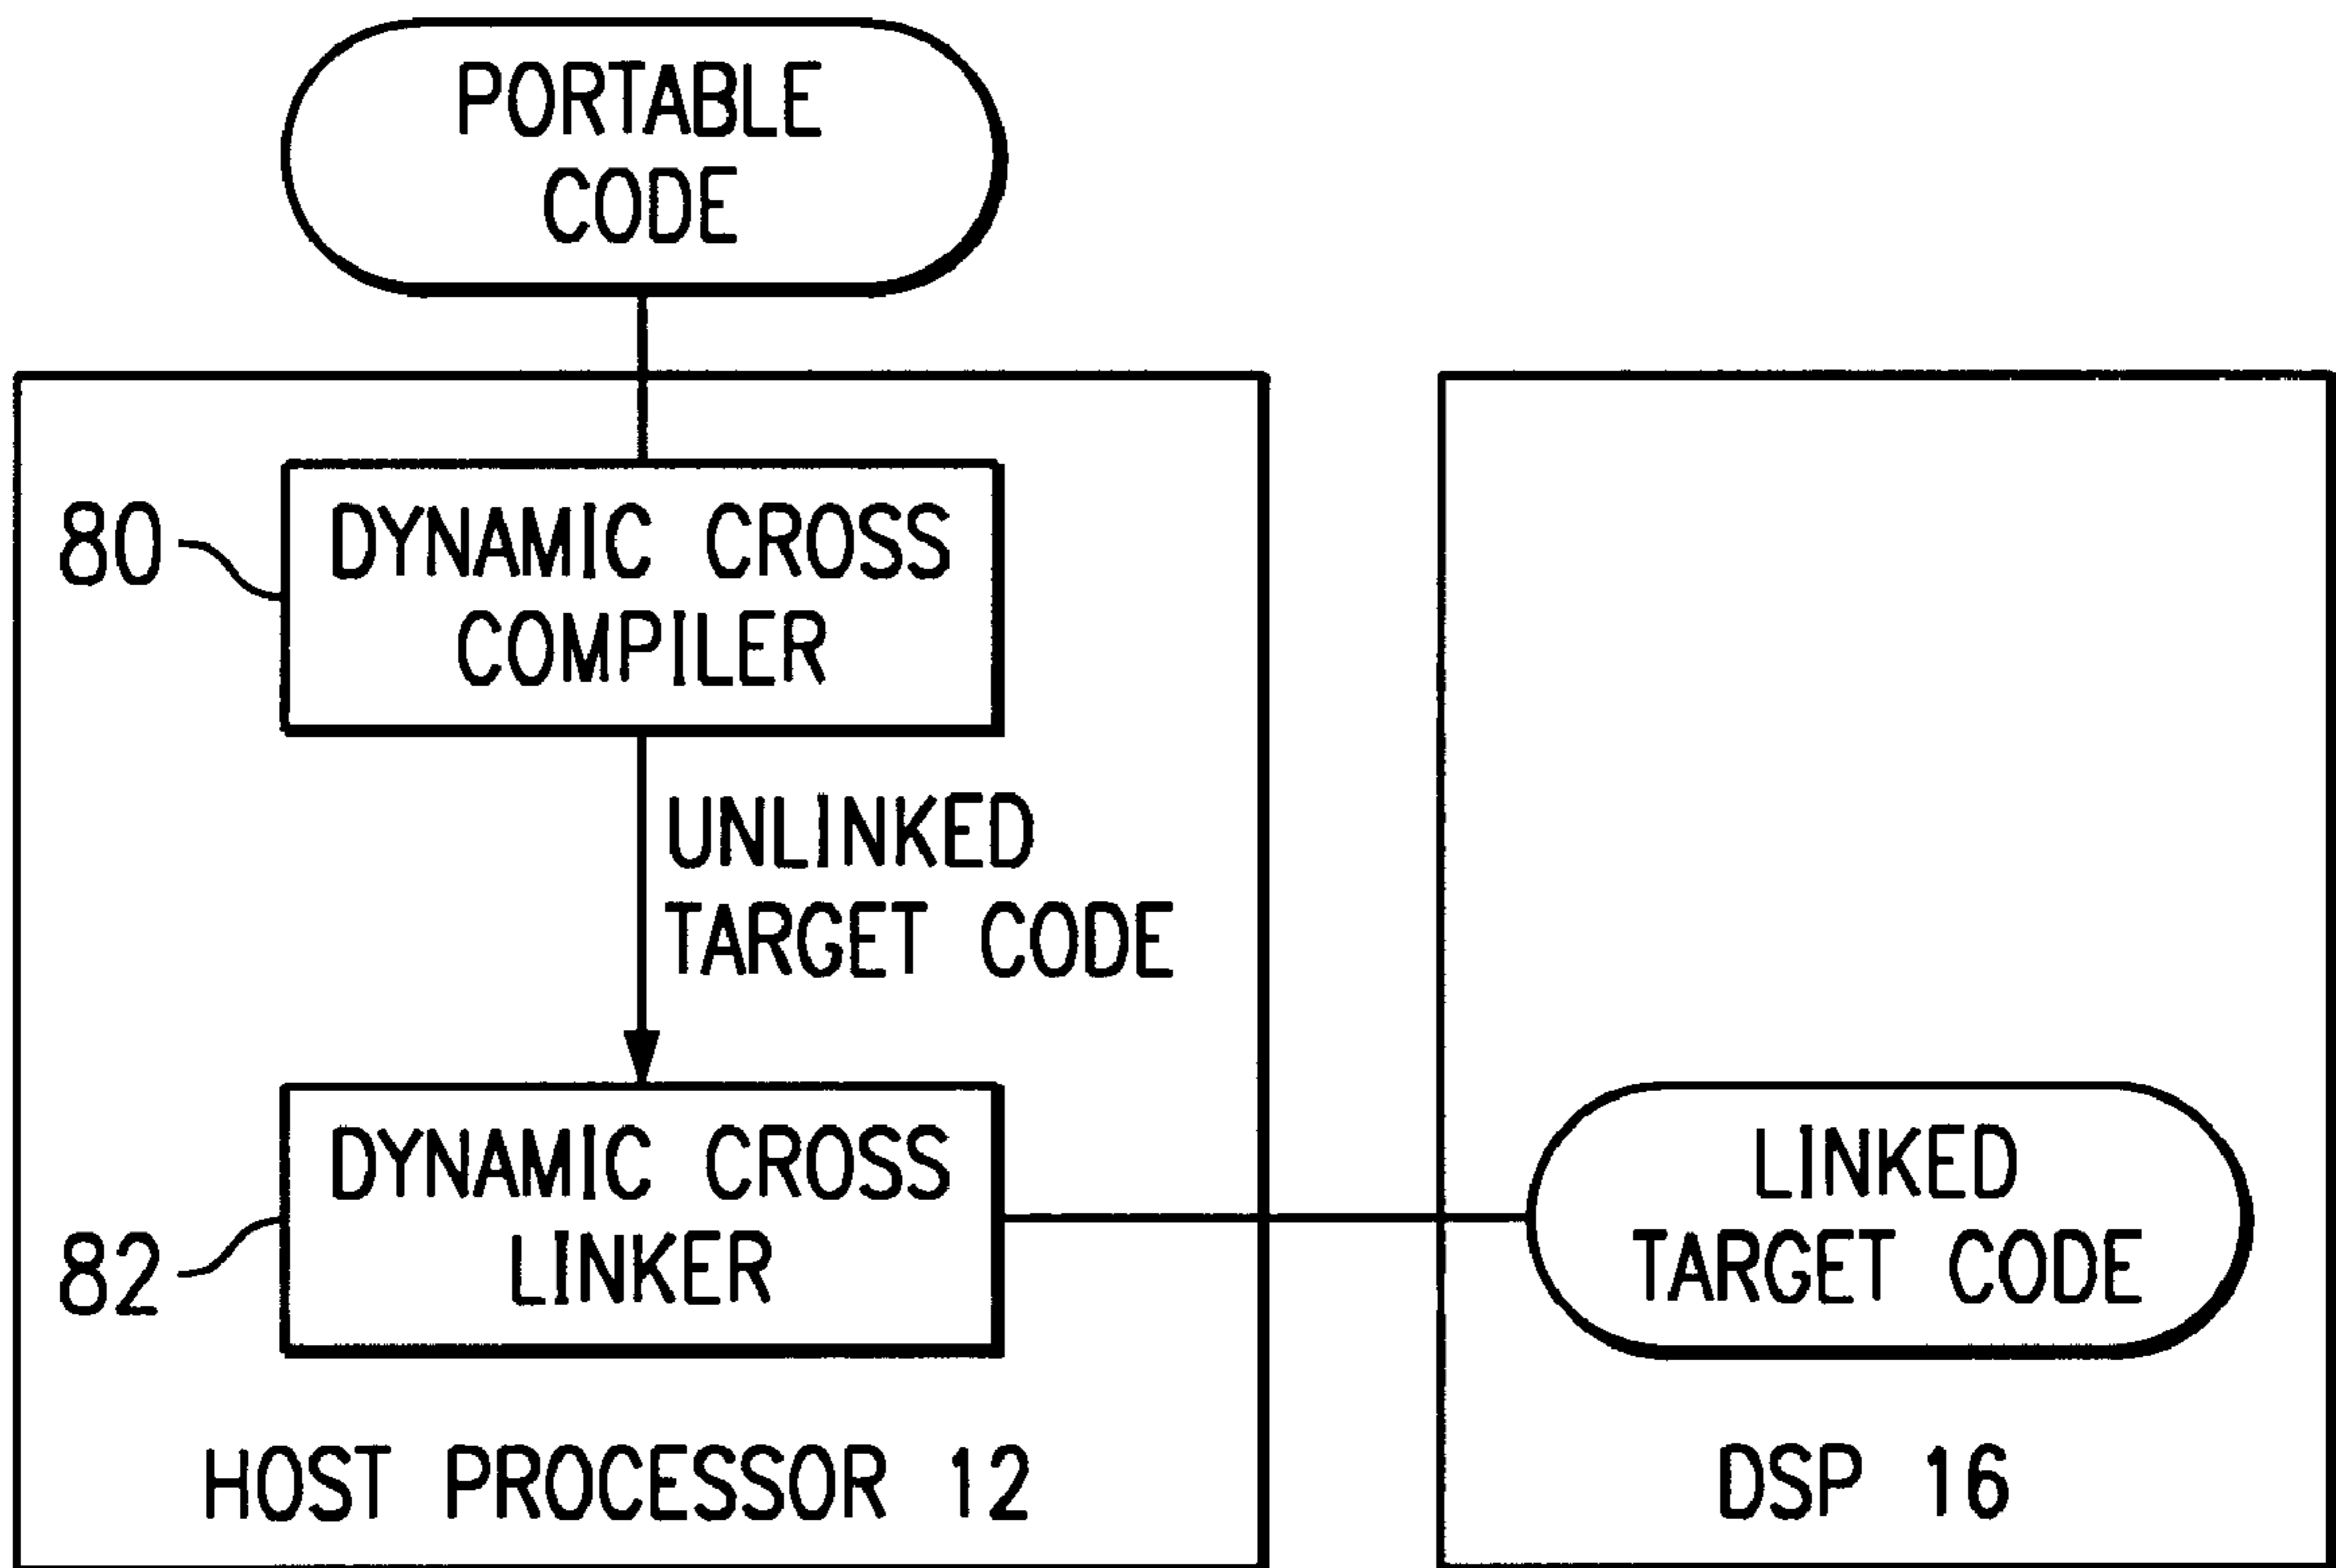 PORTABLE
CODE
80
DYNAMIC CROSS
COMPILER
UNLINKED
TARGET CODE
82
DYNAMIC CROSS
LINKER
LINKED
TARGET CODE
HOST PROCESSOR 12
DSP 16